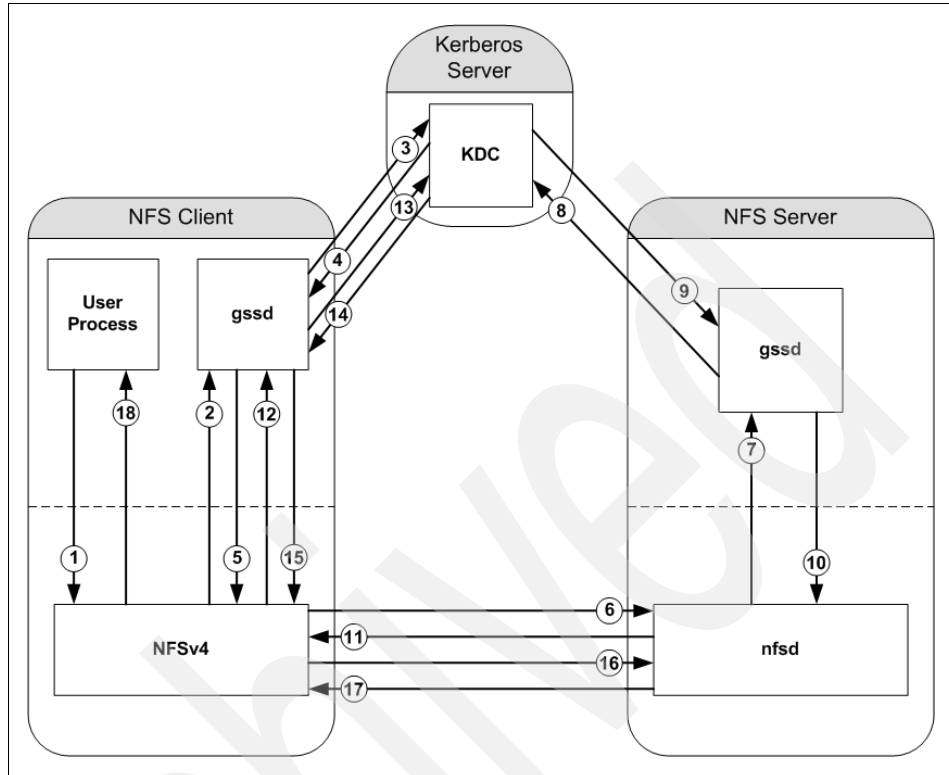 Kerberos
Server
KDC
3
13
8
4
14
9
NFS Client
NFS Server
User
Process
gssd
gssd
18
2
12
7
1
5
15
10
NFSv4
nfsd
6
11
16
17